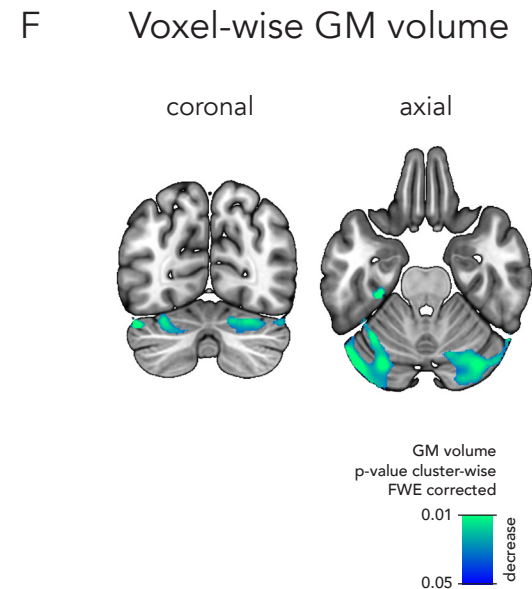 F Voxel-wise GM volume
coronal axial
GM volume
p-value cluster-wise
FWE corrected
0.01
decrease
0.05